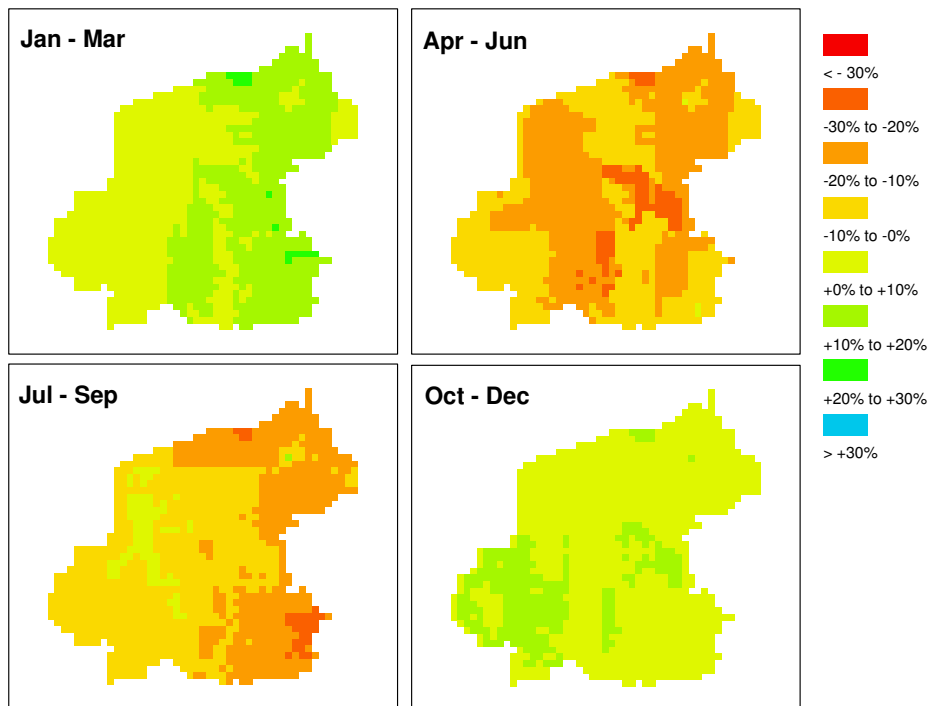 Jan - Mar
Apr - Jun
Jul - Sep
Oct - Dec
< - 30%
-30% to -20%
-20% to -10%
-10% to -0%
+0% to +10%
+10% to +20%
+20% to +30%
> +30%